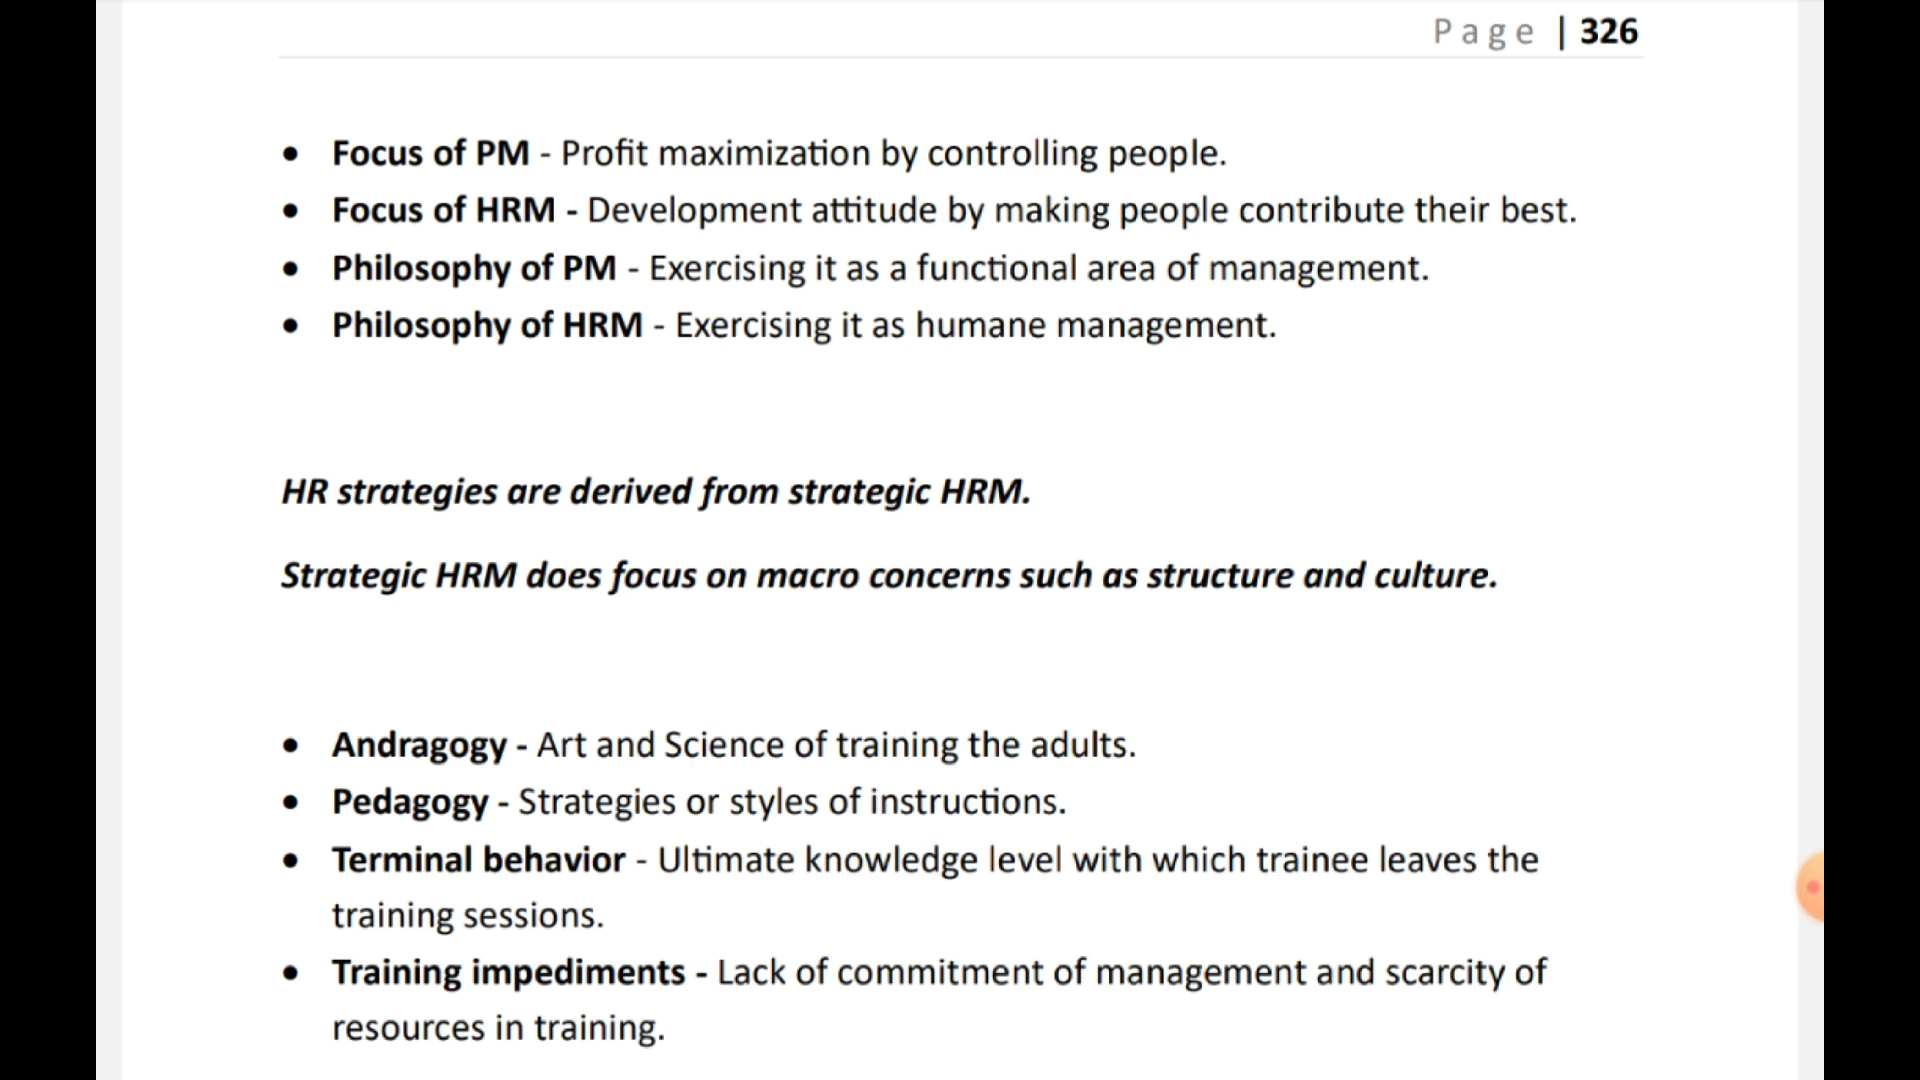 Page | 326
• Focus of PM - Profit maximization by controlling people.
• Focus of HRM - Development attitude by making people contribute their best.
• Philosophy of PM - Exercising it as a functional area of management.
• Philosophy of HRM - Exercising it as humane management.
HR strategies are derived from strategic HRM.
Strategic HRM does focus on macro concerns such as structure and culture.
• Andragogy - Art and Science of training the adults.
• Pedagogy - Strategies or styles of instructions.
• Terminal behavior - Ultimate knowledge level with which trainee leaves the
training sessions.
• Training impediments - Lack of commitment of management and scarcity of
resources in training.